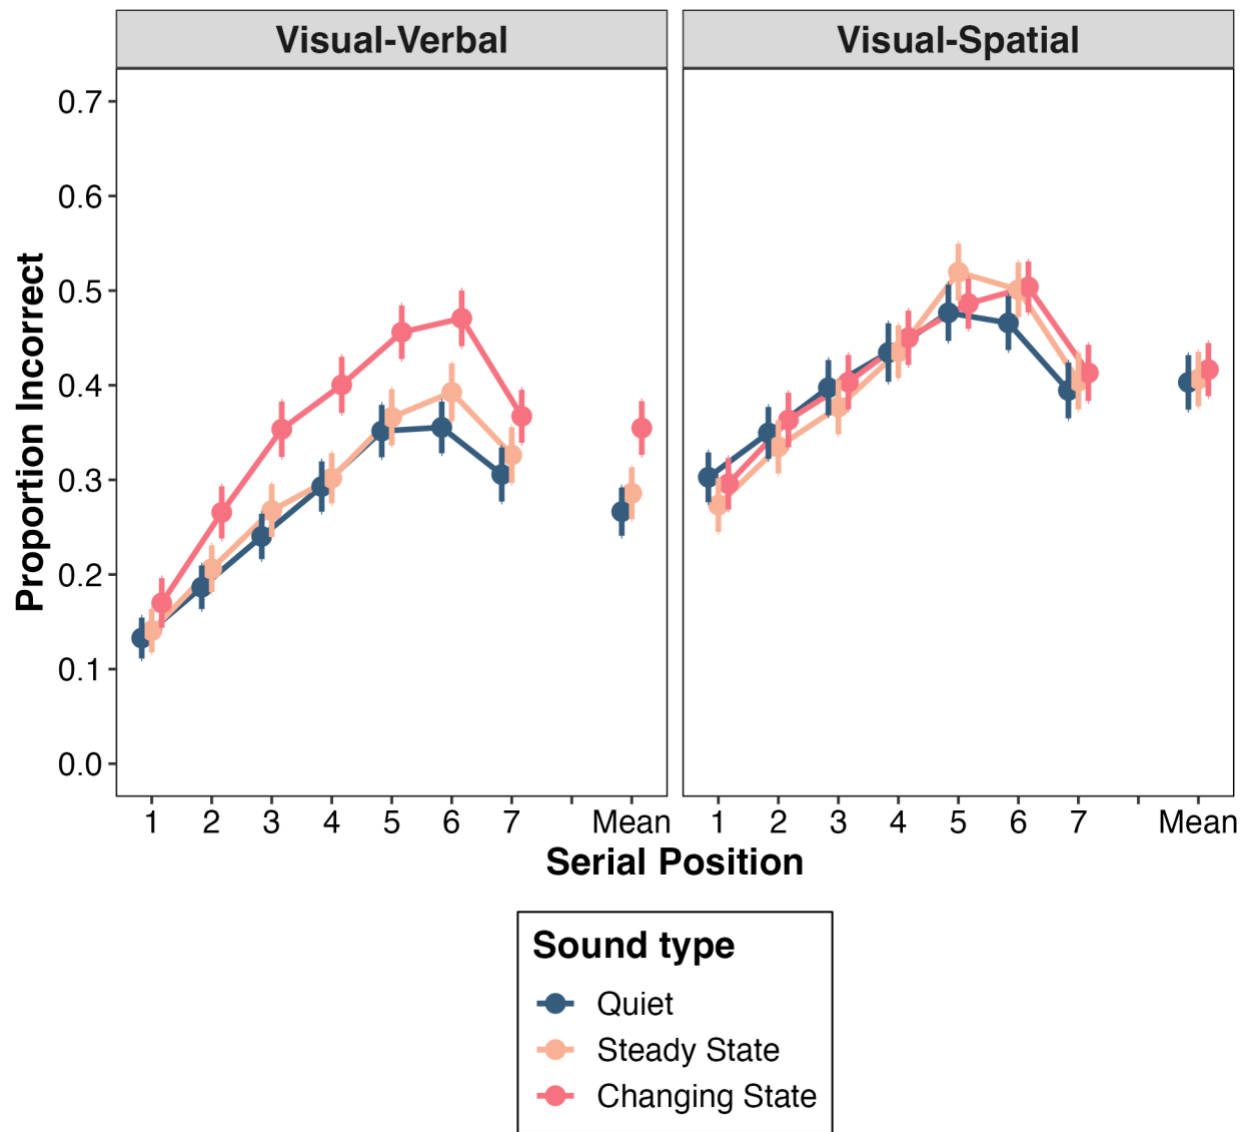 Visual-Verbal
Visual-Spatial
Proportion Incorrect
0.7
0.6
0.5
0.4
0.3
0.2
0.1
0.0
1 2 3 4 5 6 7 Mean
1 2 3 4 5 6 7 Mean
Serial Position
Sound type
Quiet
Steady State
Changing State